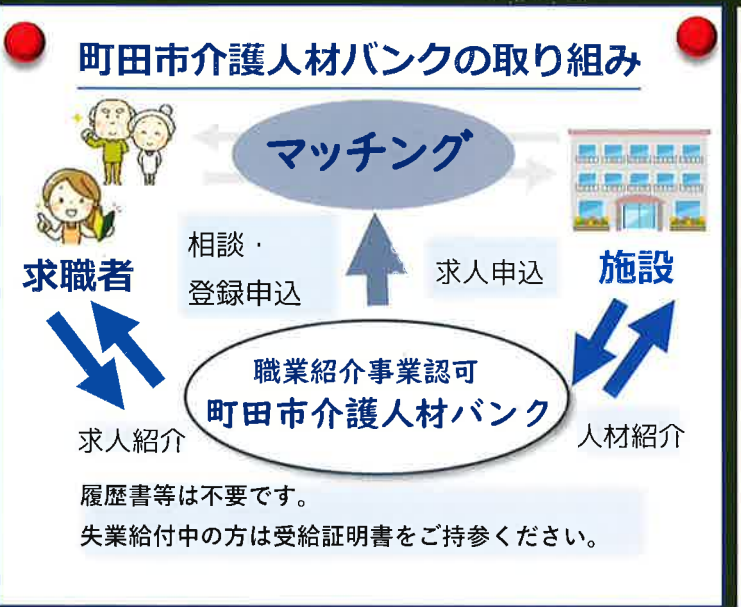 町田市介護人材バンクの取り組み
マッチング
相談・
登録申込
求人申込
求職者
施設
職業紹介事業認可
町田市介護人材バンク
求人紹介
人材紹介
履歴書等は不要です。
失業給付中の方は受給証明書をご持参ください。